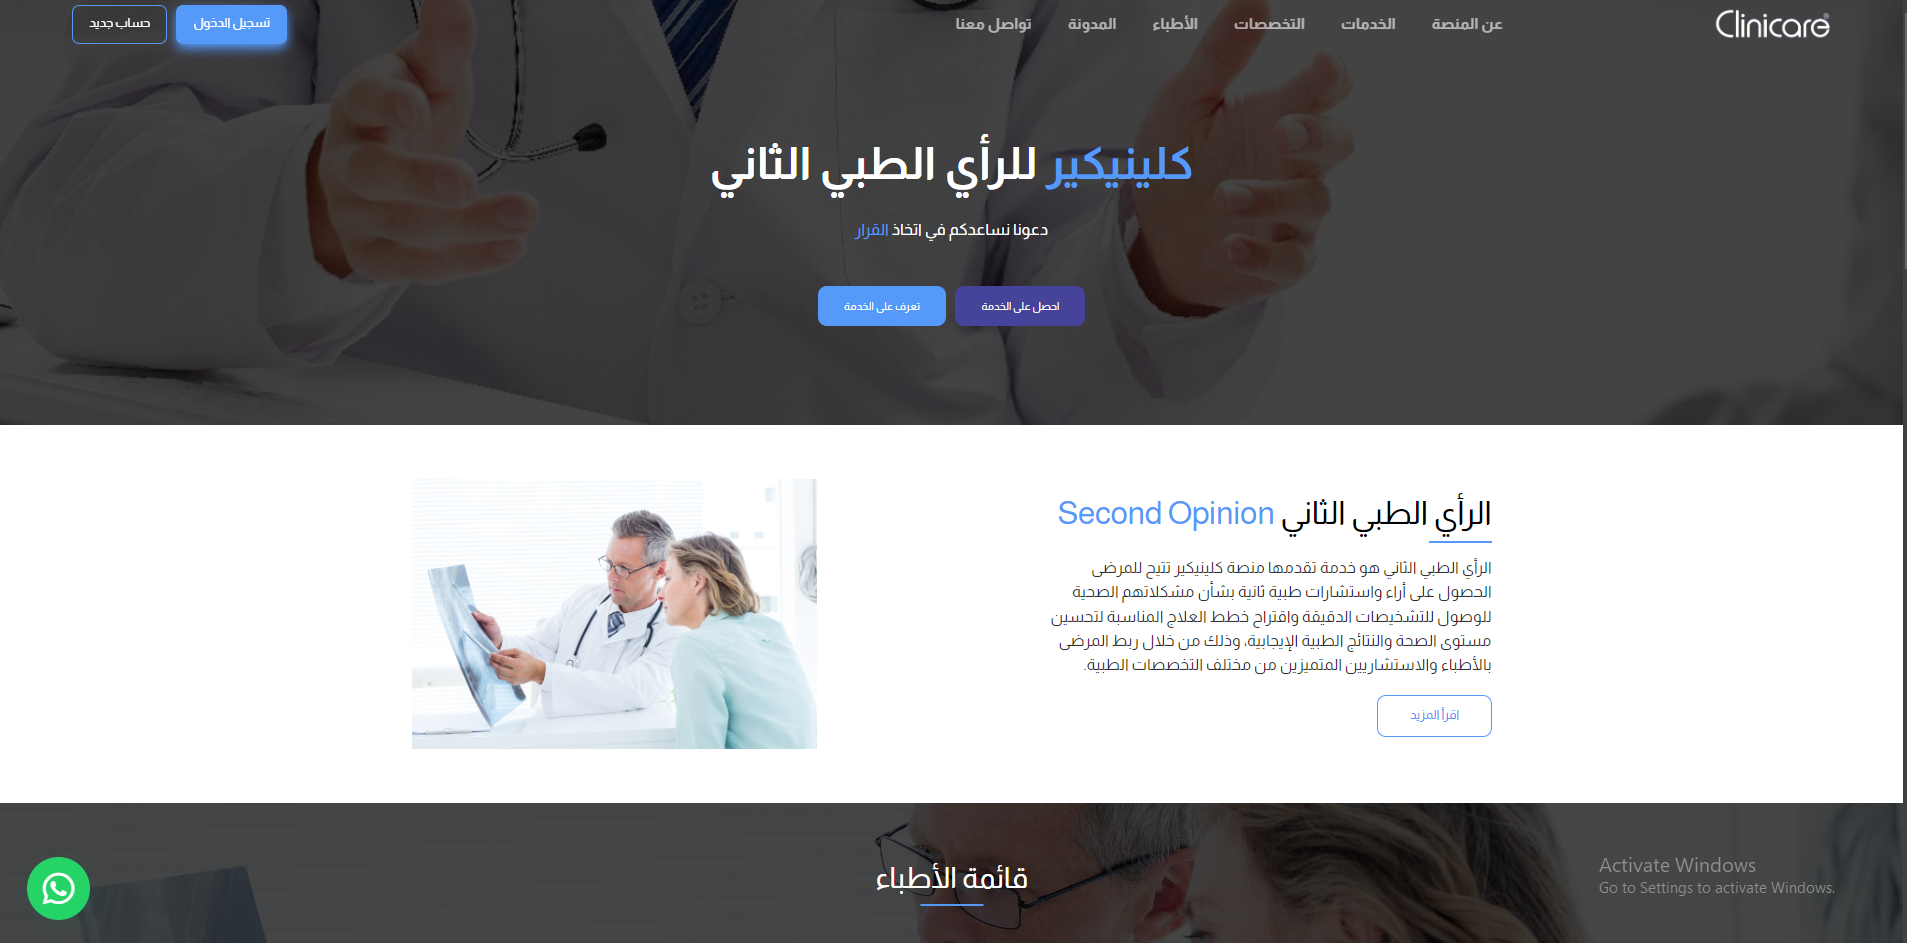 Clinicare®
عن المنصة
الخدمات
التخصصات
الأطباء
المدونة
تواصل معنا
تسجيل الدخول
حساب جديد
كلينيكير للرأي الطبي الثاني
دعونا نساعدكم في اتخاذ القرار
احصل على الخدمة
تعرف على الخدمة
الرأي الطبي الثاني Second Opinion
الرأي الطبي الثاني هو خدمة تقدمها منصة كلينيكير تتيح للمرضى
الحصول على أراء واستشارات طبية ثانية بشأن مشكلاتهم الصحية
للوصول للتشخيصات الدقيقة واقتراح خطط العلاج المناسبة لتحسين
مستوى الصحة والنتائج الطبية الإيجابية، وذلك من خلال ربط المرضى
بالأطباء والاستشاريين المتميزين من مختلف التخصصات الطبية.
اقرأ المزيد
قائمة الأطباء
Activate Windows
Go to Settings to activate Windows.